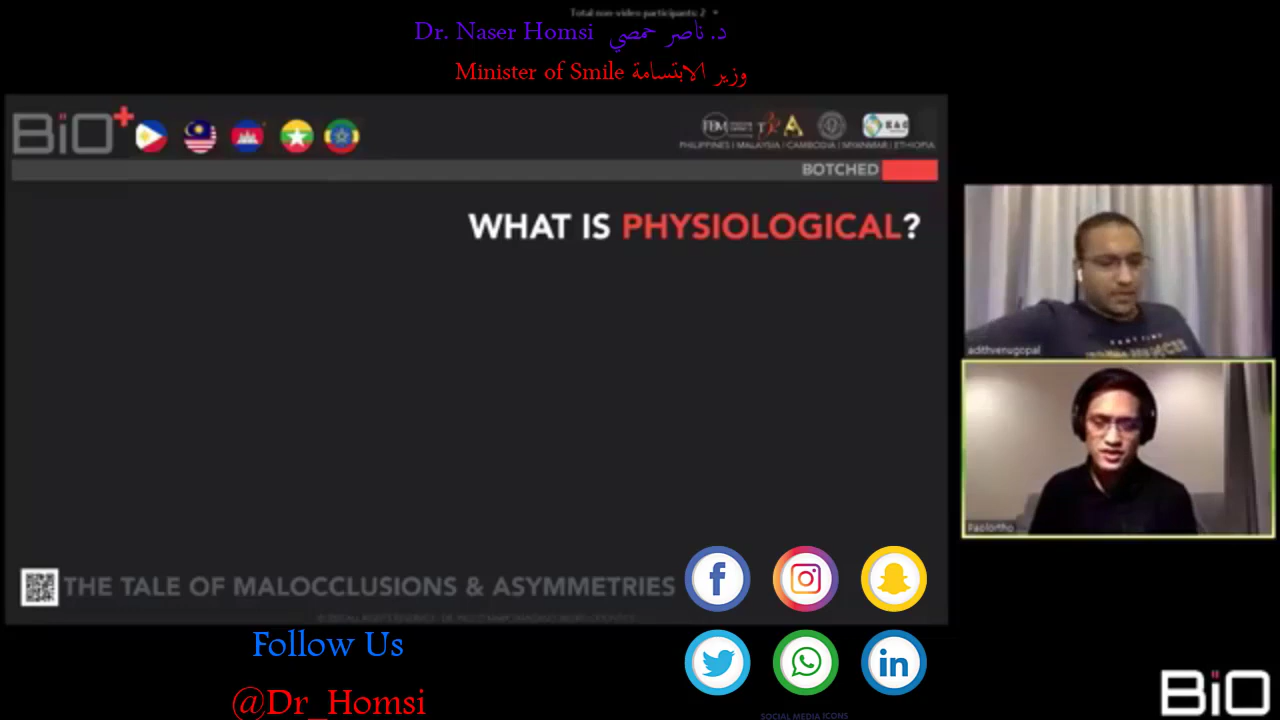 Total non-video participants: 2
Dr. Naser Homsi د. ناصر حمصي
Minister of Smile وزير الابتسامة
BiO+
PHILIPPINES | MALAYSIA | CAMBODIA | MYANMAR | ETHIOPIA
BOTCHED
WHAT IS PHYSIOLOGICAL?
adithvenugopal
Paolortho
THE TALE OF MALOCCLUSIONS & ASYMMETRIES
Follow Us
@Dr_Homsi
SOCIAL MEDIA ICONS
BiO